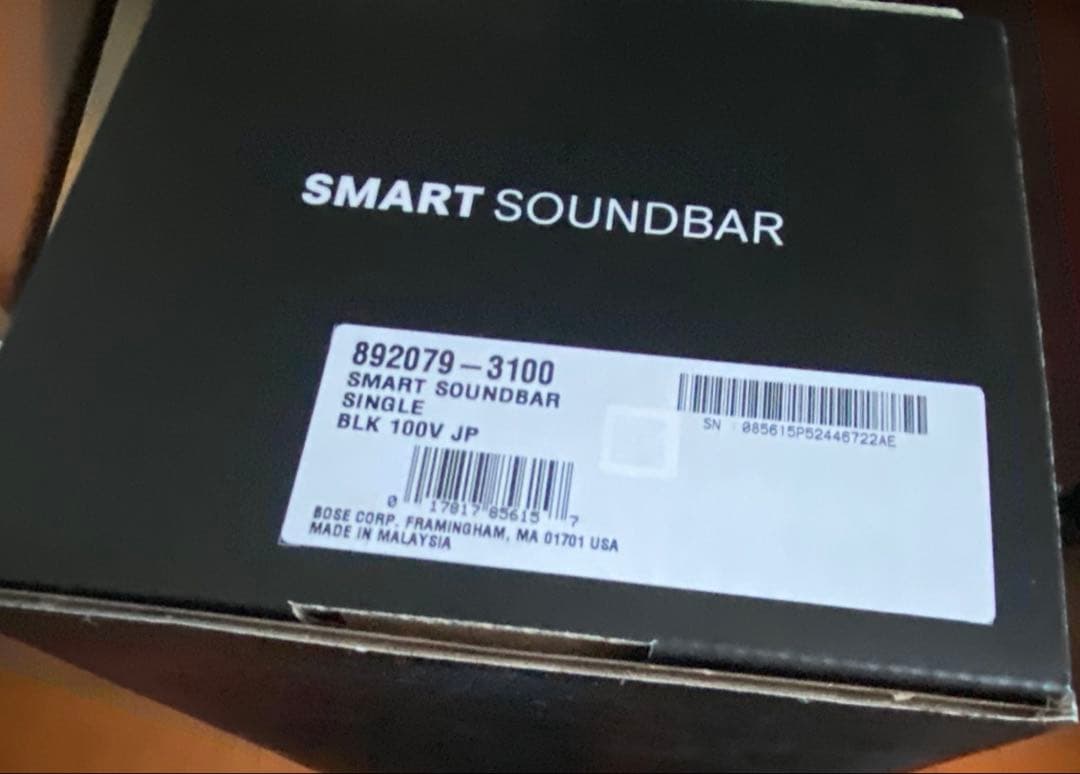 SMART SOUNDBAR
892079-3100
SMART SOUNDBAR
SINGLE
BLK 100V JP
SN 085615P52446722AE
0 17817 85615 7
BOSE CORP. FRAMINGHAM, MA 01701 USA
MADE IN MALAYSIA